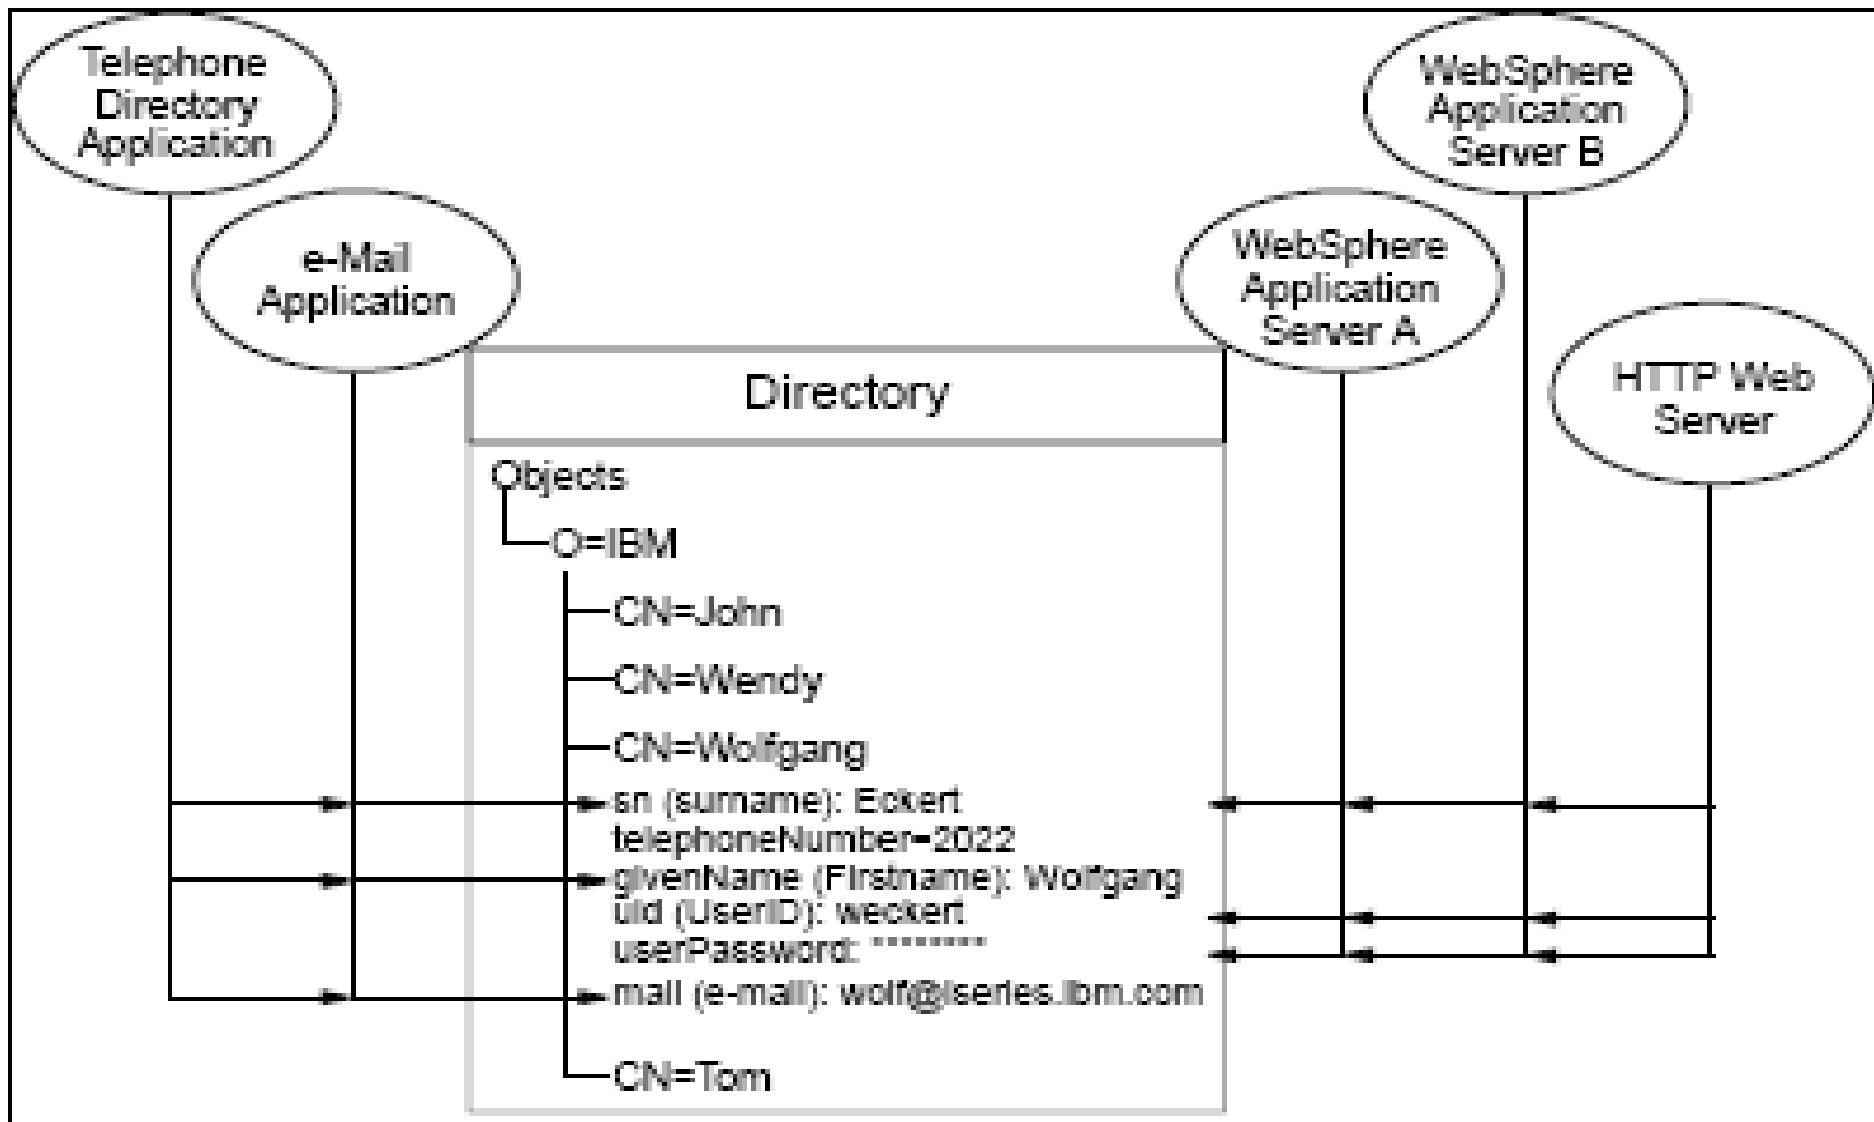 Telephone
Directory
Application
e-Mail
Application
WebSphere
Application
Server B
WebSphere
Application
Server A
HTTP Web
Server
Directory
Objects
O=IBM
CN=John
CN=Wendy
CN=Wolfgang
sn (surname): Eckert
telephoneNumber=2022
givenName (Firstname): Wolfgang
uid (UserID): weckert
userPassword: ********
mail (e-mail): wolf@iseries.ibm.com
CN=Tom